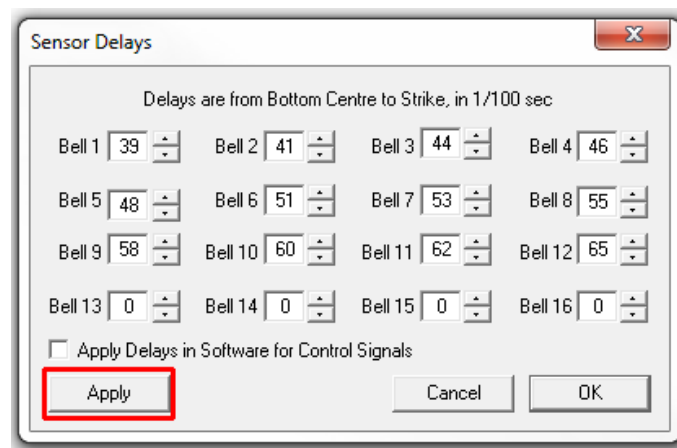 Sensor Delays
Delays are from Bottom Centre to Strike, in 1/100 sec
Bell 1 39 Bell 2 41 Bell 3 44 Bell 4 46
Bell 5 48 Bell 6 51 Bell 7 53 Bell 8 55
Bell 9 58 Bell 10 60 Bell 11 62 Bell 12 65
Bell 13 0 Bell 14 0 Bell 15 0 Bell 16 0
Apply Delays in Software for Control Signals
Apply Cancel OK